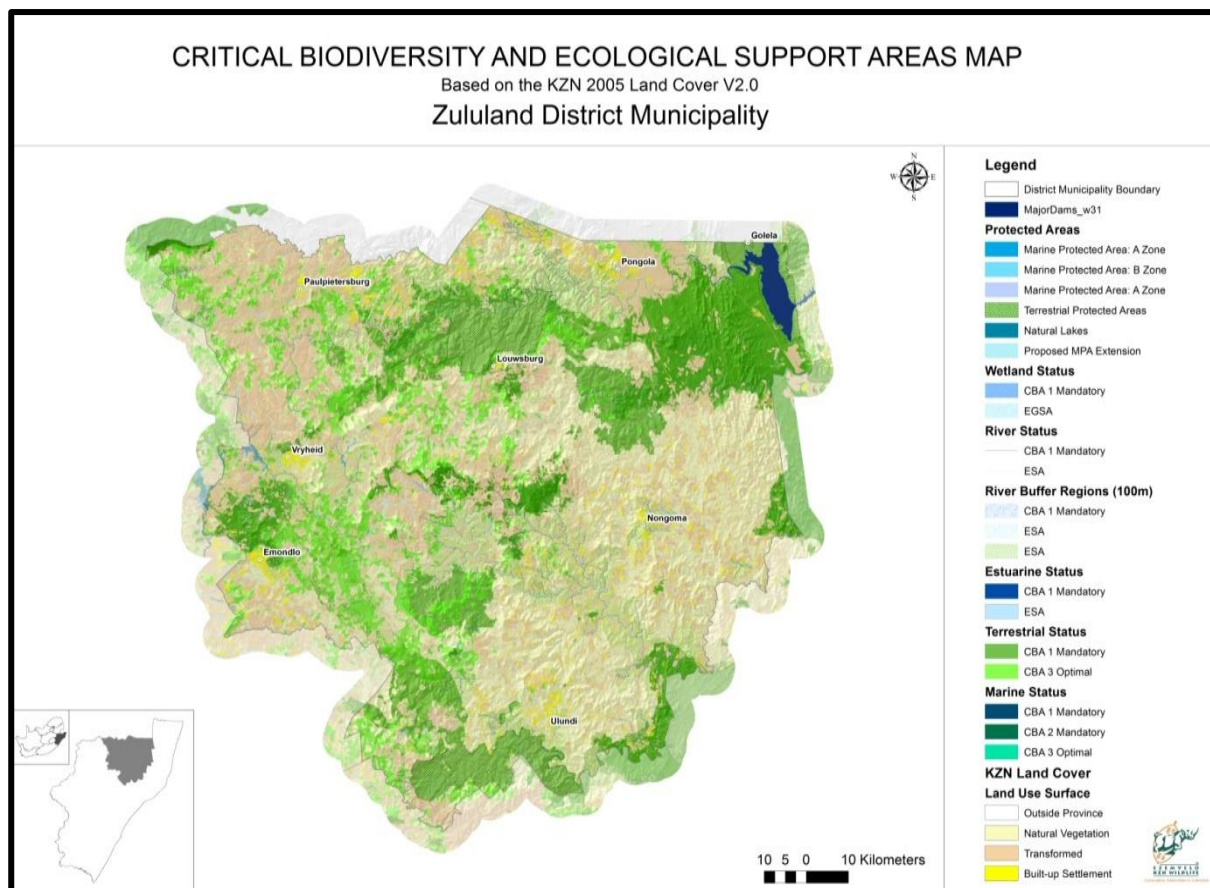 CRITICAL BIODIVERSITY AND ECOLOGICAL SUPPORT AREAS MAP
Based on the KZN 2005 Land Cover V2.0
Zululand District Municipality
N
W E
S
Golela
Pongola
Paulpietersburg
Louwsburg
Vryheid
Nongoma
Emondlo
Ulundi
10 5 0 10 Kilometers
Legend
District Municipality Boundary
MajorDams_w31
Protected Areas
Marine Protected Area: A Zone
Marine Protected Area: B Zone
Marine Protected Area: A Zone
Terrestrial Protected Areas
Natural Lakes
Proposed MPA Extension
Wetland Status
CBA 1 Mandatory
EGSA
River Status
CBA 1 Mandatory
ESA
River Buffer Regions (100m)
CBA 1 Mandatory
ESA
ESA
Estuarine Status
CBA 1 Mandatory
ESA
Terrestrial Status
CBA 1 Mandatory
CBA 3 Optimal
Marine Status
CBA 1 Mandatory
CBA 2 Mandatory
CBA 3 Optimal
KZN Land Cover
Land Use Surface
Outside Province
Natural Vegetation
Transformed
Built-up Settlement
EZEMVELO
KZN WILDLIFE